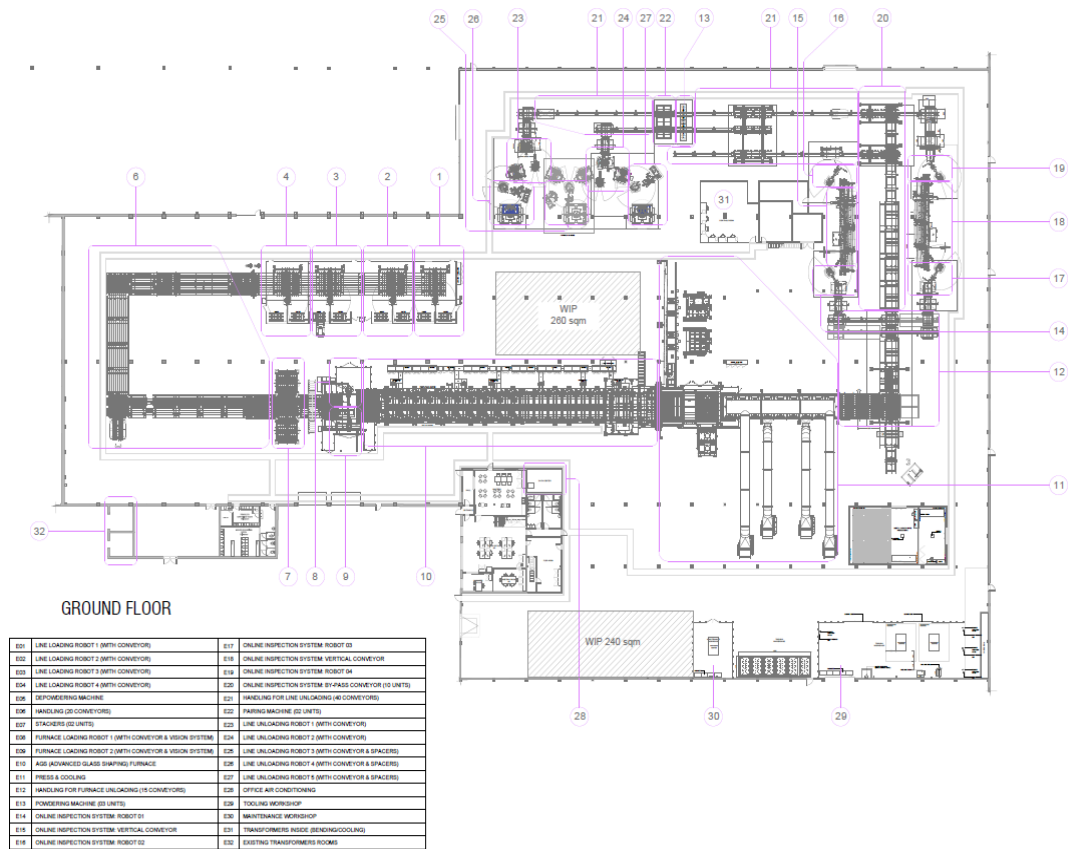 25 26 23 21 24 27 22 13 21 15 16 20
6 4 3 2 1
31
19
18
17
14
12
WIP
260 sqm
11
32
7 8 9 10
GROUND FLOOR
WIP 240 sqm
28 30 29
E01 LINE LOADING ROBOT 1 (WITH CONVEYOR) E17 ONLINE INSPECTION SYSTEM: ROBOT 03
E02 LINE LOADING ROBOT 2 (WITH CONVEYOR) E18 ONLINE INSPECTION SYSTEM: VERTICAL CONVEYOR
E03 LINE LOADING ROBOT 3 (WITH CONVEYOR) E19 ONLINE INSPECTION SYSTEM: ROBOT 04
E04 LINE LOADING ROBOT 4 (WITH CONVEYOR) E20 ONLINE INSPECTION SYSTEM: BY-PASS CONVEYOR (10 UNITS)
E05 DEPOWDERING MACHINE E21 HANDLING FOR LINE UNLOADING (40 CONVEYORS)
E06 HANDLING (20 CONVEYORS) E22 PAIRING MACHINE (02 UNITS)
E07 STACKERS (02 UNITS) E23 LINE UNLOADING ROBOT 1 (WITH CONVEYOR)
E08 FURNACE LOADING ROBOT 1 (WITH CONVEYOR & VISION SYSTEM) E24 LINE UNLOADING ROBOT 2 (WITH CONVEYOR)
E09 FURNACE LOADING ROBOT 2 (WITH CONVEYOR & VISION SYSTEM) E25 LINE UNLOADING ROBOT 3 (WITH CONVEYOR & SPACERS)
E10 AGS (ADVANCED GLASS SHAPING) FURNACE E26 LINE UNLOADING ROBOT 4 (WITH CONVEYOR & SPACERS)
E11 PRESS & COOLING E27 LINE UNLOADING ROBOT 5 (WITH CONVEYOR & SPACERS)
E12 HANDLING FOR FURNACE UNLOADING (15 CONVEYORS) E28 OFFICE AIR CONDITIONING
E13 POWDERING MACHINE (03 UNITS) E29 TOOLING WORKSHOP
E14 ONLINE INSPECTION SYSTEM: ROBOT 01 E30 MAINTENANCE WORKSHOP
E15 ONLINE INSPECTION SYSTEM: VERTICAL CONVEYOR E31 TRANSFORMERS INSIDE (BENDING/COOLING)
E16 ONLINE INSPECTION SYSTEM: ROBOT 02 E32 EXISTING TRANSFORMERS ROOMS